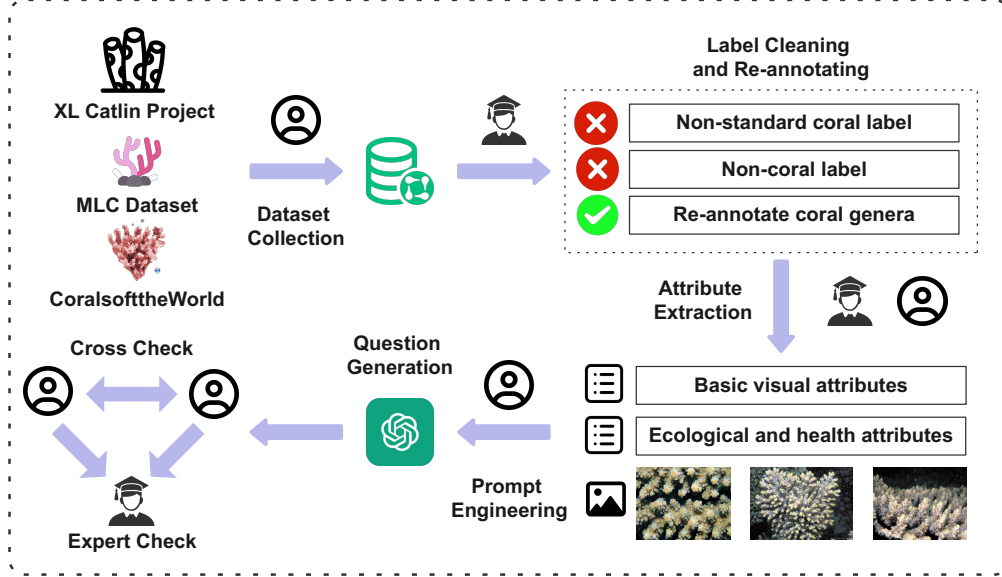 XL Catlin Project
MLC Dataset
CoralsofttheWorld
Dataset
Collection
Label Cleaning
and Re-annotating
Non-standard coral label
Non-coral label
Re-annotate coral genera
Attribute
Extraction
Basic visual attributes
Ecological and health attributes
Prompt
Engineering
Question
Generation
Cross Check
Expert Check